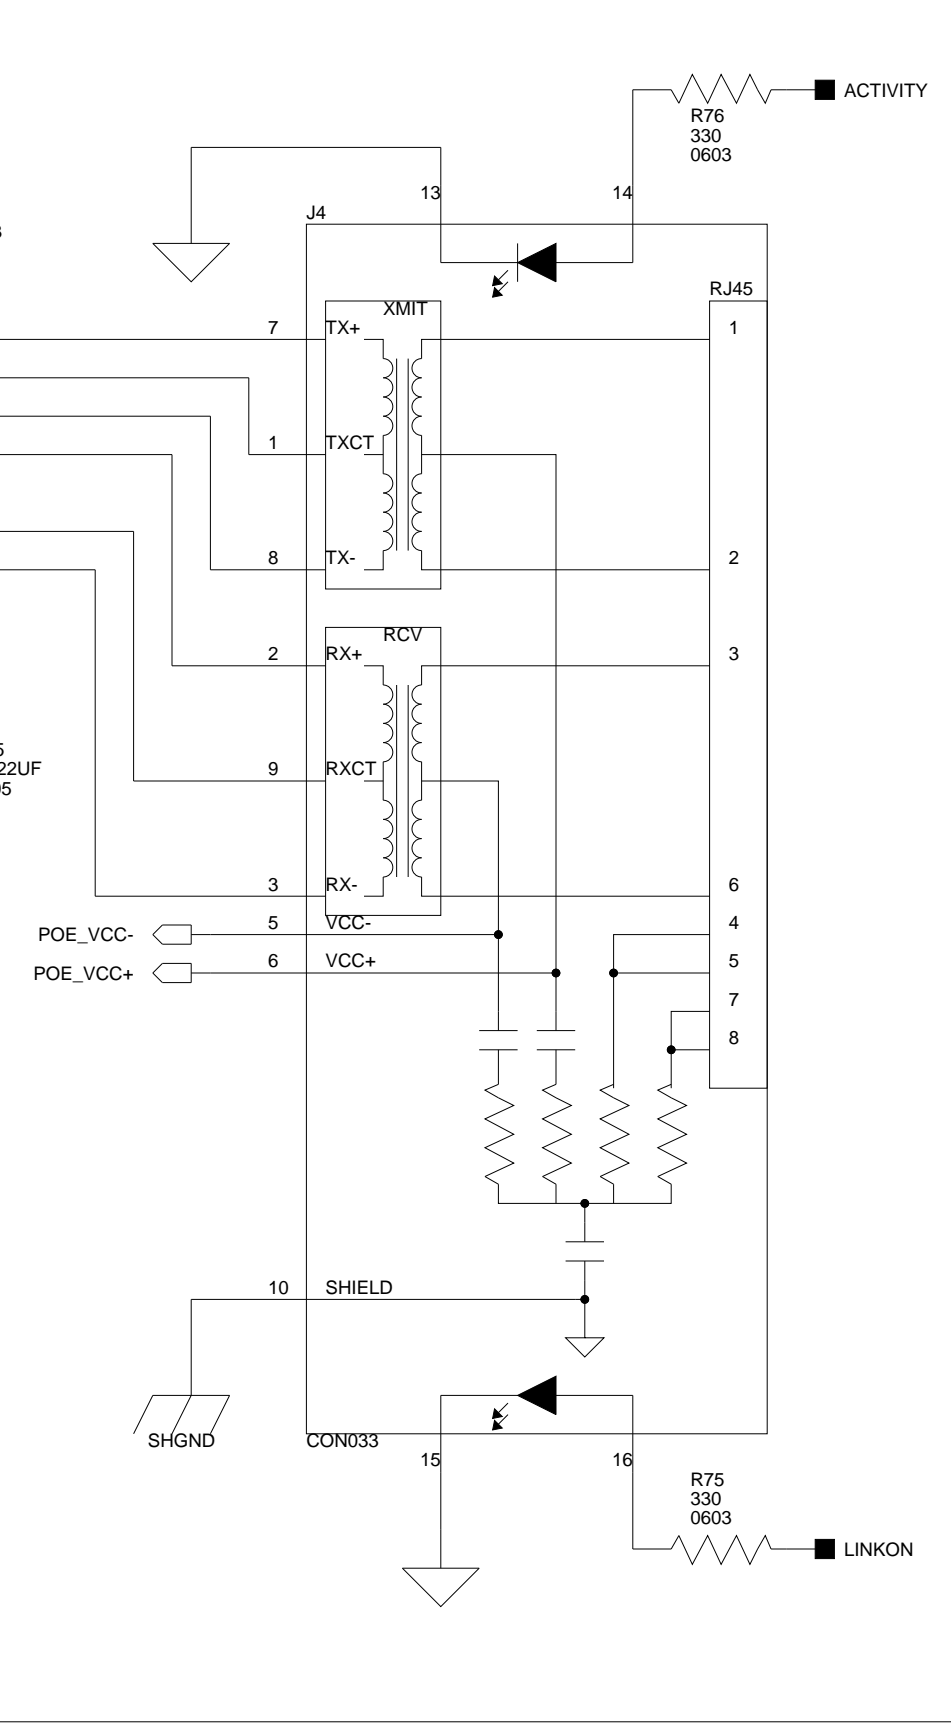 ACTIVITY
R76
330
0603
13
14
J4
RJ45
XMIT
7
TX+
1
1
TXCT
8
TX-
2
RCV
2
RX+
3
22UF
9
RXCT
3
RX-
6
5
VCC-
4
POE_VCC-
6
VCC+
5
POE_VCC+
7
8
10
SHIELD
SHGND
CON033
15
16
R75
330
0603
LINKON